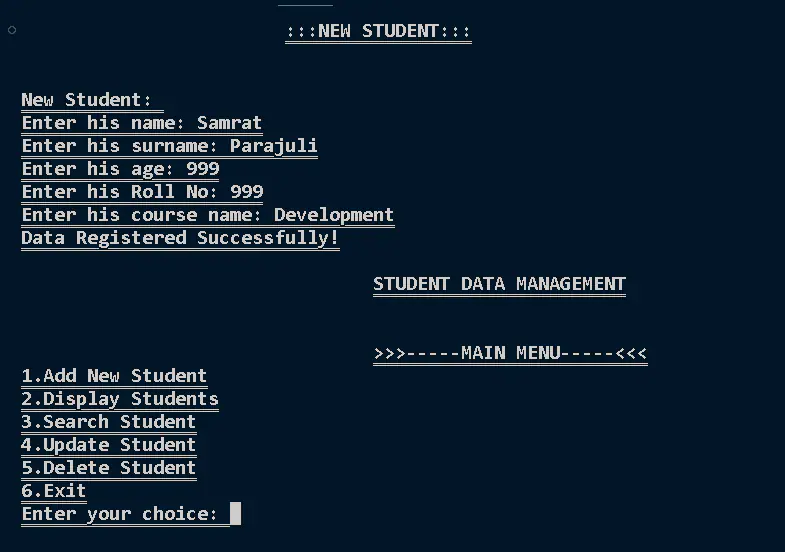 :::NEW STUDENT:::
New Student:
Enter his name: Samrat
Enter his surname: Parajuli
Enter his age: 999
Enter his Roll No: 999
Enter his course name: Development
Data Registered Successfully!
STUDENT DATA MANAGEMENT
>>>-----MAIN MENU-----<<<
1.Add New Student
2.Display Students
3.Search Student
4.Update Student
5.Delete Student
6.Exit
Enter your choice: